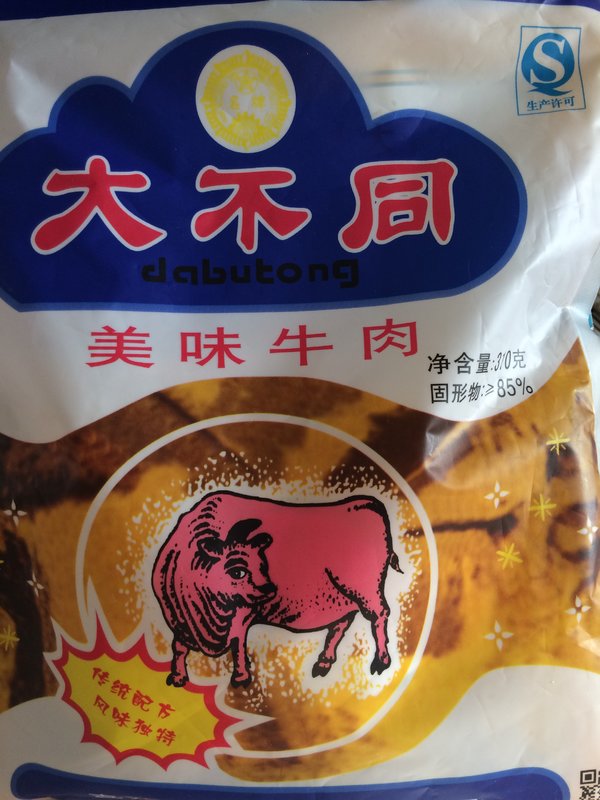 生产许可
大不同
dabutong
美味牛肉
净含量:370克
固形物:≥85%
传统配方
风味独特